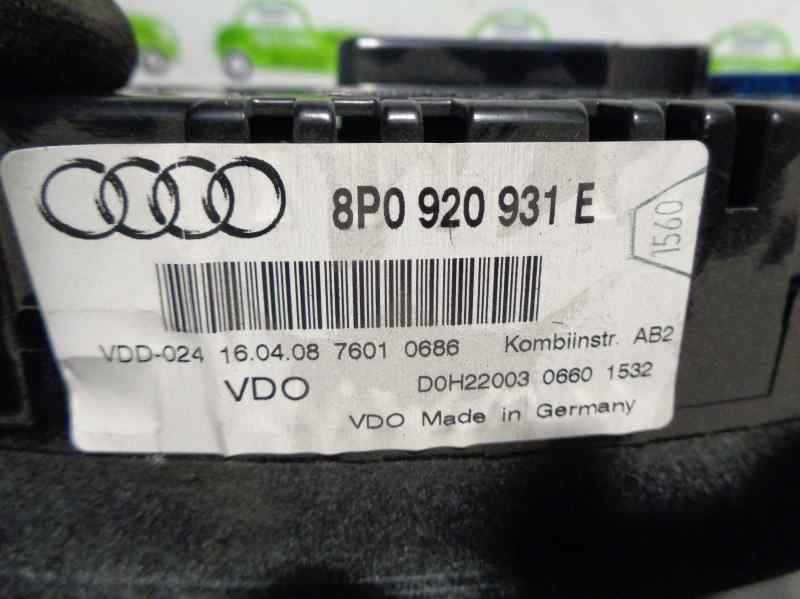 8P0 920 931 E
1560
VDD-024 16.04.08 7601 0686 Kombiinstr. AB2
VDO D0H22003 0660 1532
VDO Made in Germany